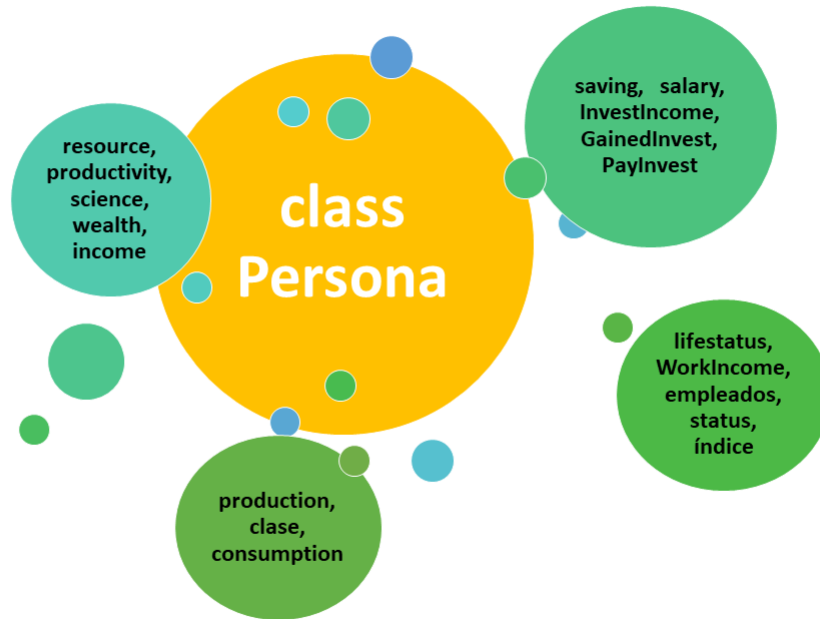 class
Persona
resource,
productivity,
science,
wealth,
income
saving, salary,
InvestIncome,
GainedInvest,
PayInvest
lifestatus,
WorkIncome,
empleados,
status,
índice
production,
clase,
consumption